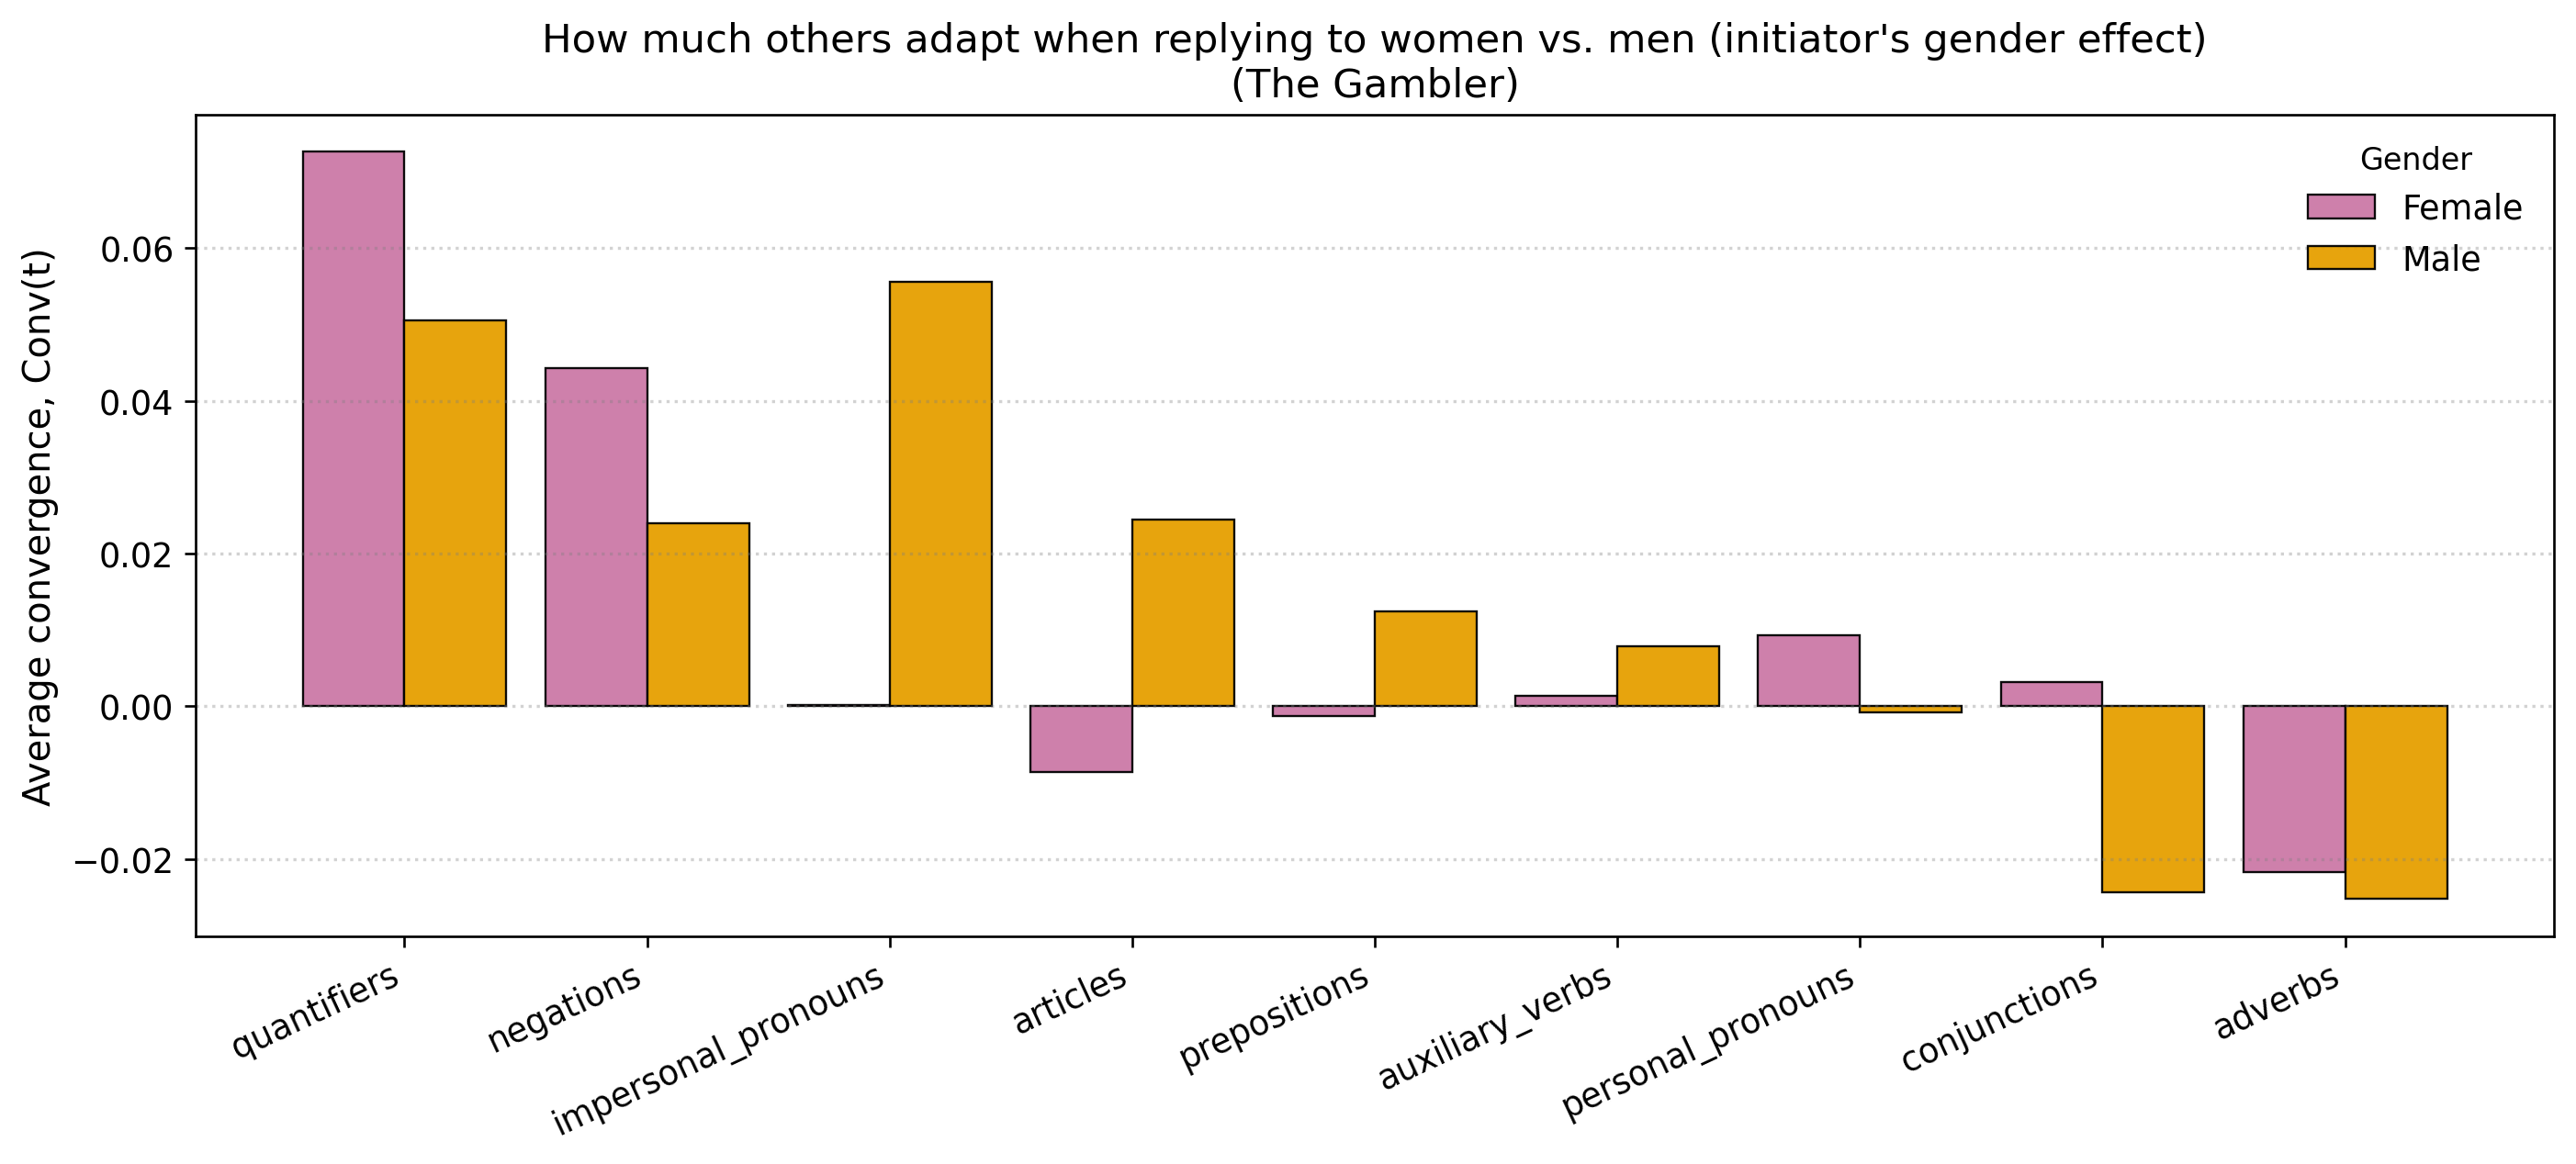 How much others adapt when replying to women vs. men (initiator's gender effect)
(The Gambler)
Average convergence, Conv(t)
0.06
0.04
0.02
0.00
−0.02
Gender
Female
Male
quantifiers
negations
impersonal_pronouns
articles
prepositions
auxiliary_verbs
personal_pronouns
conjunctions
adverbs